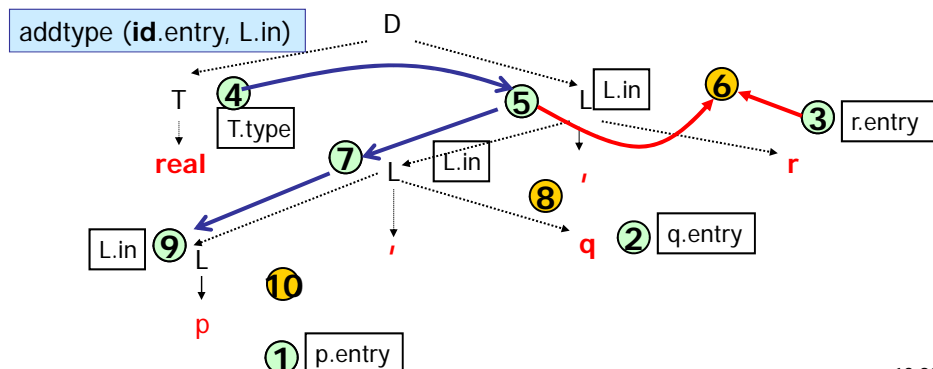 addtype (id.entry, L.in)
D
T
4
T.type
5
L
L.in
6
3
r.entry
real
7
L
L.in
,
r
8
L.in
9
L
,
q
2
q.entry
10
p
1
p.entry